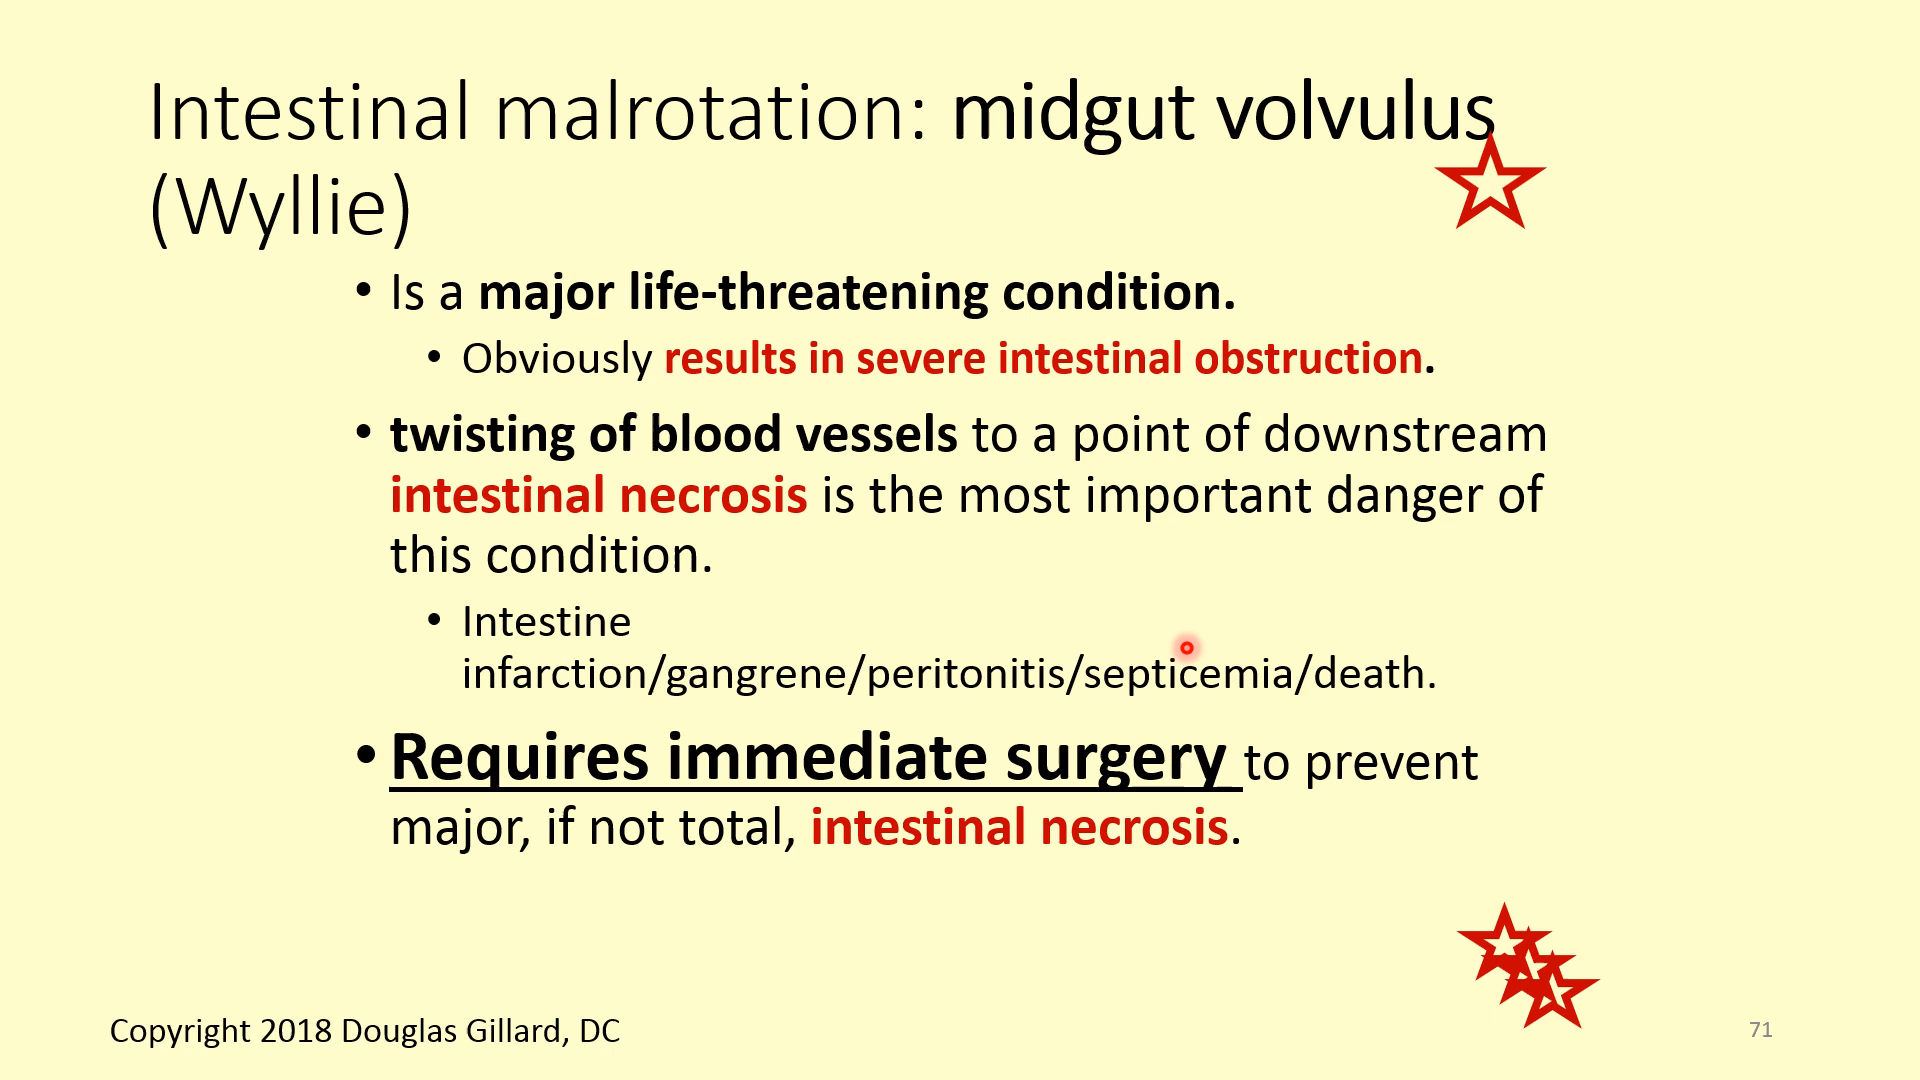 Intestinal malrotation: midgut volvulus
(Wyllie)
• Is a major life-threatening condition.
• Obviously results in severe intestinal obstruction.
• twisting of blood vessels to a point of downstream
intestinal necrosis is the most important danger of
this condition.
• Intestine
infarction/gangrene/peritonitis/septicemia/death.
• Requires immediate surgery to prevent
major, if not total, intestinal necrosis.
Copyright 2018 Douglas Gillard, DC
71